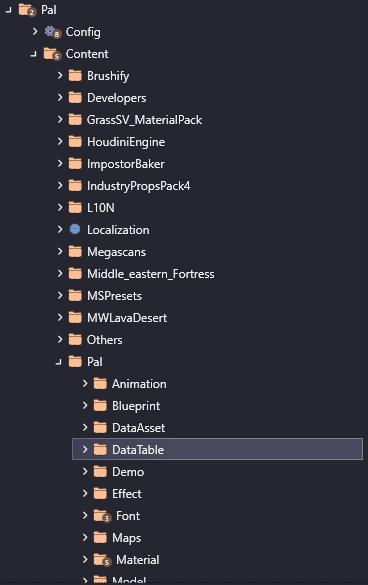 2 Pal
8 Config
5 Content
Brushify
Developers
GrassSV_MaterialPack
HoudiniEngine
ImpostorBaker
IndustryPropsPack4
L10N
Localization
Megascans
Middle_eastern_Fortress
MSPresets
MWLavaDesert
Others
Pal
Animation
Blueprint
DataAsset
DataTable
Demo
Effect
3 Font
Maps
5 Material
Model